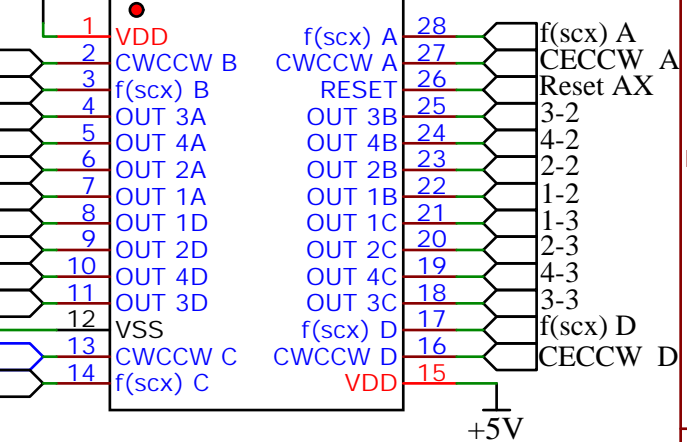 1 VDD f(scx) A 28 f(scx) A
2 CWCCW B CWCCW A 27 CECCW A
3 f(scx) B RESET 26 Reset AX
4 OUT 3A OUT 3B 25 3-2
5 OUT 4A OUT 4B 24 4-2
6 OUT 2A OUT 2B 23 2-2
7 OUT 1A OUT 1B 22 1-2
8 OUT 1D OUT 1C 21 1-3
9 OUT 2D OUT 2C 20 2-3
10 OUT 4D OUT 4C 19 4-3
11 OUT 3D OUT 3C 18 3-3
12 VSS f(scx) D 17 f(scx) D
13 CWCCW C CWCCW D 16 CECCW D
14 f(scx) C VDD 15
+5V